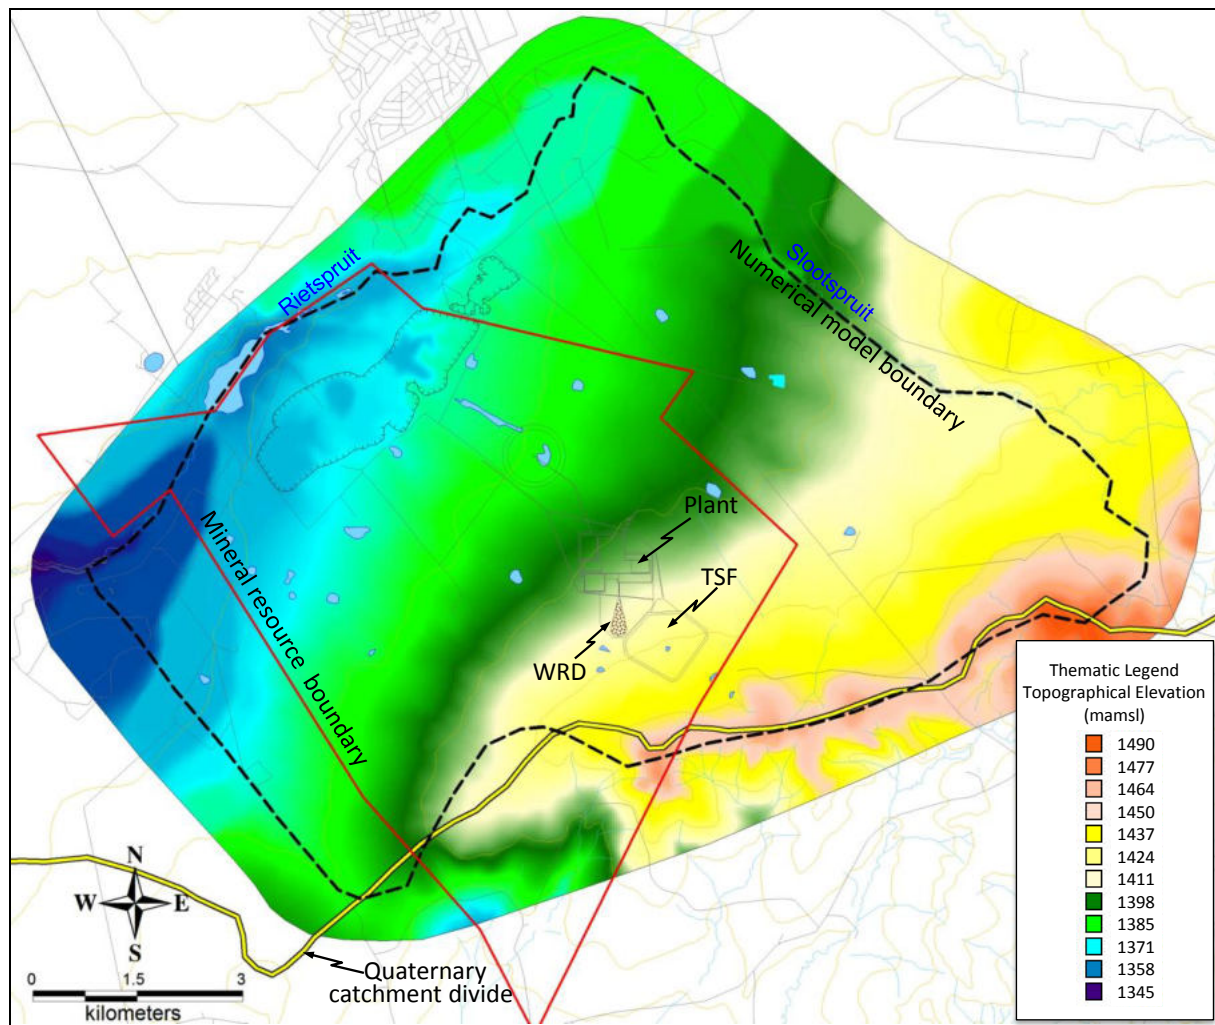 Rietspruit
Slootspruit
Numerical model boundary
Mineral resource boundary
Plant
TSF
WRD
Quaternary
catchment divide
N
W E
S
0 1.5 3
kilometers
Thematic Legend
Topographical Elevation
(mamsl)
1490
1477
1464
1450
1437
1424
1411
1398
1385
1371
1358
1345